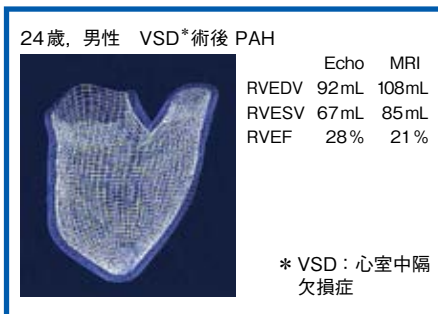 24歳，男性 VSD*術後 PAH
Echo MRI
RVEDV 92mL 108mL
RVESV 67mL 85mL
RVEF 28% 21%
* VSD：心室中隔
欠損症